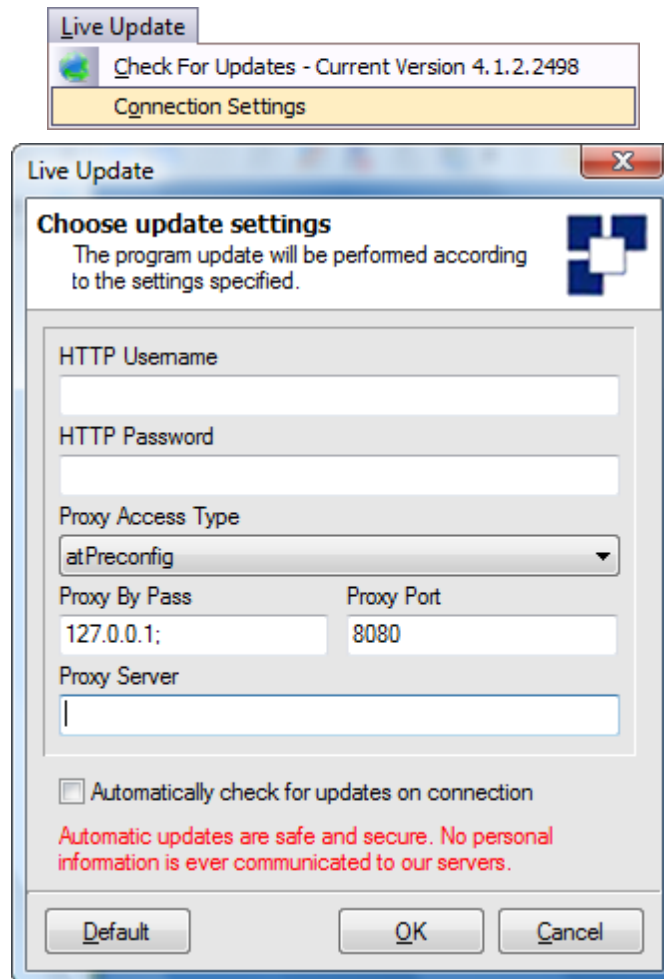 Live Update
Check For Updates - Current Version 4.1.2.2498
Connection Settings
Live Update
x
Choose update settings
The program update will be performed according
to the settings specified.
HTTP Username
HTTP Password
Proxy Access Type
atPreconfig
Proxy By Pass Proxy Port
127.0.0.1; 8080
Proxy Server
Automatically check for updates on connection
Automatic updates are safe and secure. No personal
information is ever communicated to our servers.
Default OK Cancel